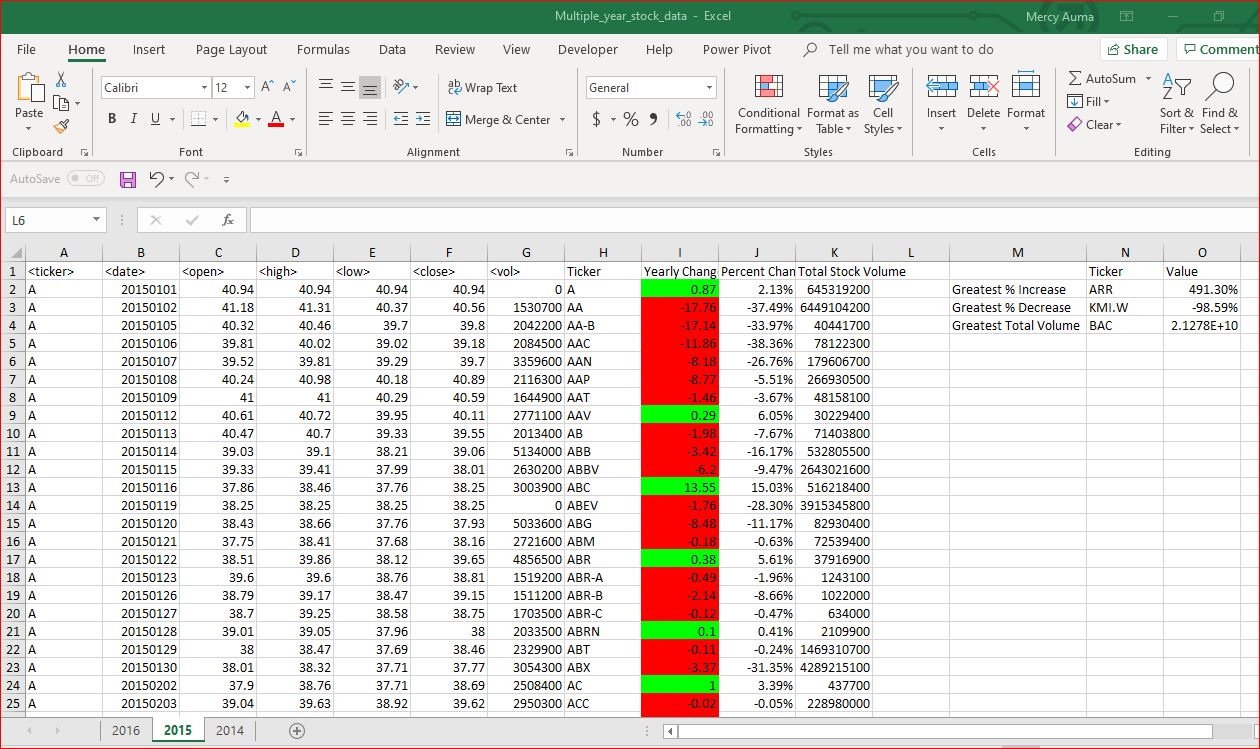 Multiple_year_stock_data - Excel Mercy Auma
File Home Insert Page Layout Formulas Data Review View Developer Help Power Pivot Tell me what you want to do Share Comment
Calibri 12 Wrap Text General AutoSum
Paste B I U Merge & Center $ % Conditional Formatting Format as Table Cell Styles Insert Delete Format Fill Clear Sort & Filter Find & Select
Clipboard Font Alignment Number Styles Cells Editing
AutoSave Off
L6 fx
A B C D E F G H I J K L M N O
1 <ticker> <date> <open> <high> <low> <close> <vol> Ticker Yearly Chang Percent Chan Total Stock Volume Ticker Value
2 A 20150101 40.94 40.94 40.94 40.94 0 A 0.87 2.13% 645319200 Greatest % Increase ARR 491.30%
3 A 20150102 41.18 41.31 40.37 40.56 1530700 AA -17.76 -37.49% 6449104200 Greatest % Decrease KMI.W -98.59%
4 A 20150105 40.32 40.46 39.7 39.8 2042200 AA-B -17.14 -33.97% 40441700 Greatest Total Volume BAC 2.1278E+10
5 A 20150106 39.81 40.02 39.02 39.18 2084500 AAC -11.86 -38.36% 78122300
6 A 20150107 39.52 39.81 39.29 39.7 3359600 AAN -8.18 -26.76% 179606700
7 A 20150108 40.24 40.98 40.18 40.89 2116300 AAP -8.77 -5.51% 266930500
8 A 20150109 41 41 40.29 40.59 1644900 AAT -1.46 -3.67% 48158100
9 A 20150112 40.61 40.72 39.95 40.11 2771100 AAV 0.29 6.05% 30229400
10 A 20150113 40.47 40.7 39.33 39.55 2013400 AB -1.98 -7.67% 71403800
11 A 20150114 39.03 39.1 38.21 39.06 5134000 ABB -3.42 -16.17% 532805500
12 A 20150115 39.33 39.41 37.99 38.01 2630200 ABBV -6.2 -9.47% 2643021600
13 A 20150116 37.86 38.46 37.76 38.25 3003900 ABC 13.55 15.03% 516218400
14 A 20150119 38.25 38.25 38.25 38.25 0 ABEV -1.76 -28.30% 3915345800
15 A 20150120 38.43 38.66 37.76 37.93 5033600 ABG -8.48 -11.17% 82930400
16 A 20150121 37.75 38.41 37.68 38.16 2721600 ABM -0.18 -0.63% 72539400
17 A 20150122 38.51 39.86 38.12 39.65 4856500 ABR 0.38 5.61% 37916900
18 A 20150123 39.6 39.6 38.76 38.81 1519200 ABR-A -0.49 -1.96% 1243100
19 A 20150126 38.79 39.17 38.47 39.15 1511200 ABR-B -2.14 -8.66% 1022000
20 A 20150127 38.7 39.25 38.58 38.75 1703500 ABR-C -0.12 -0.47% 634000
21 A 20150128 39.01 39.05 37.96 38 2033500 ABRN 0.1 0.41% 2109900
22 A 20150129 38 38.47 37.69 38.46 2329900 ABT -0.11 -0.24% 1469310700
23 A 20150130 38.01 38.32 37.71 37.77 3054300 ABX -3.37 -31.35% 4289215100
24 A 20150202 37.9 38.76 37.71 38.69 2508400 AC 1 3.39% 437700
25 A 20150203 39.04 39.63 38.92 39.62 2950300 ACC -0.02 -0.05% 228980000
2016 2015 2014